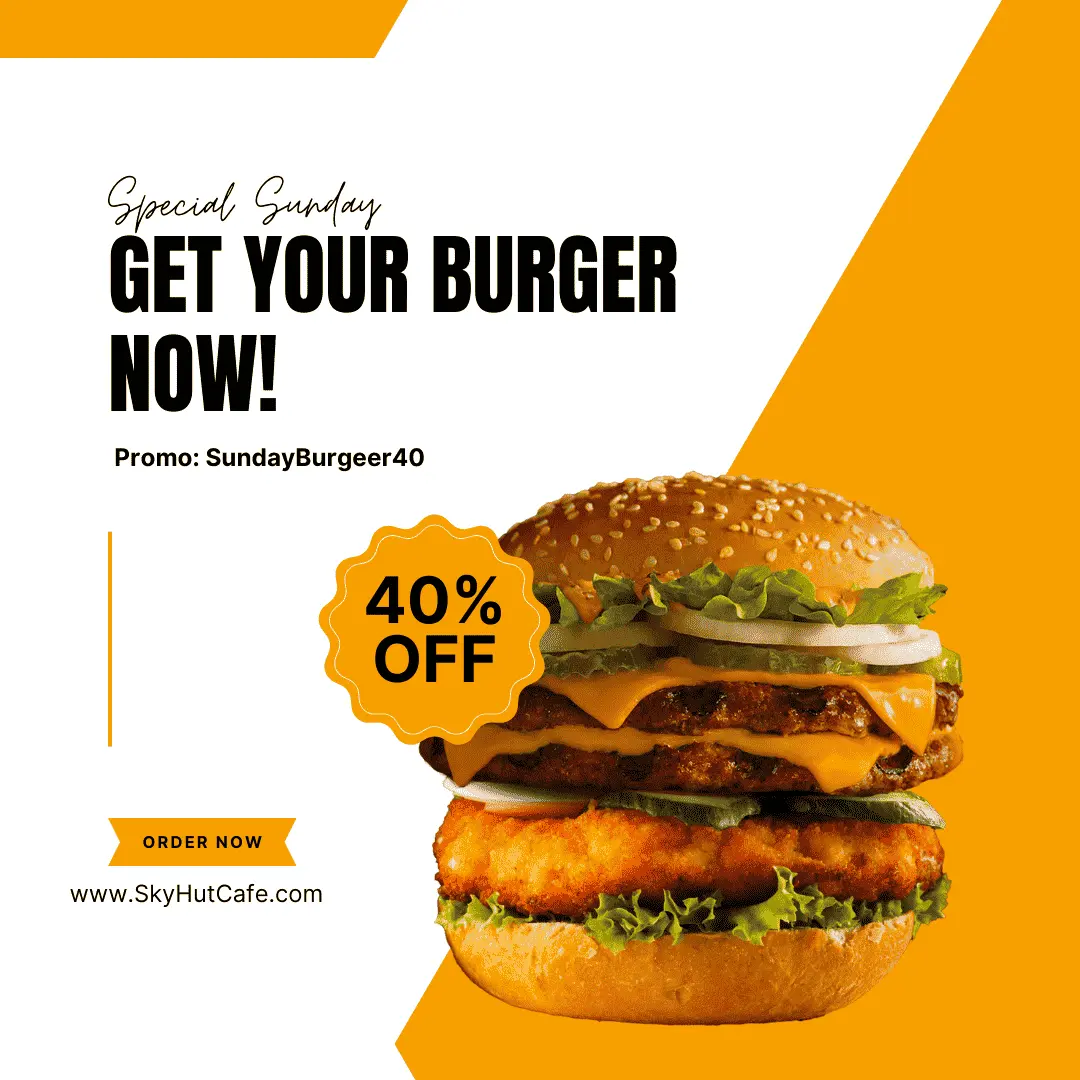 Special Sunday
GET YOUR BURGER
NOW!
Promo: SundayBurgeer40
40%
OFF
ORDER NOW
www.SkyHutCafe.com